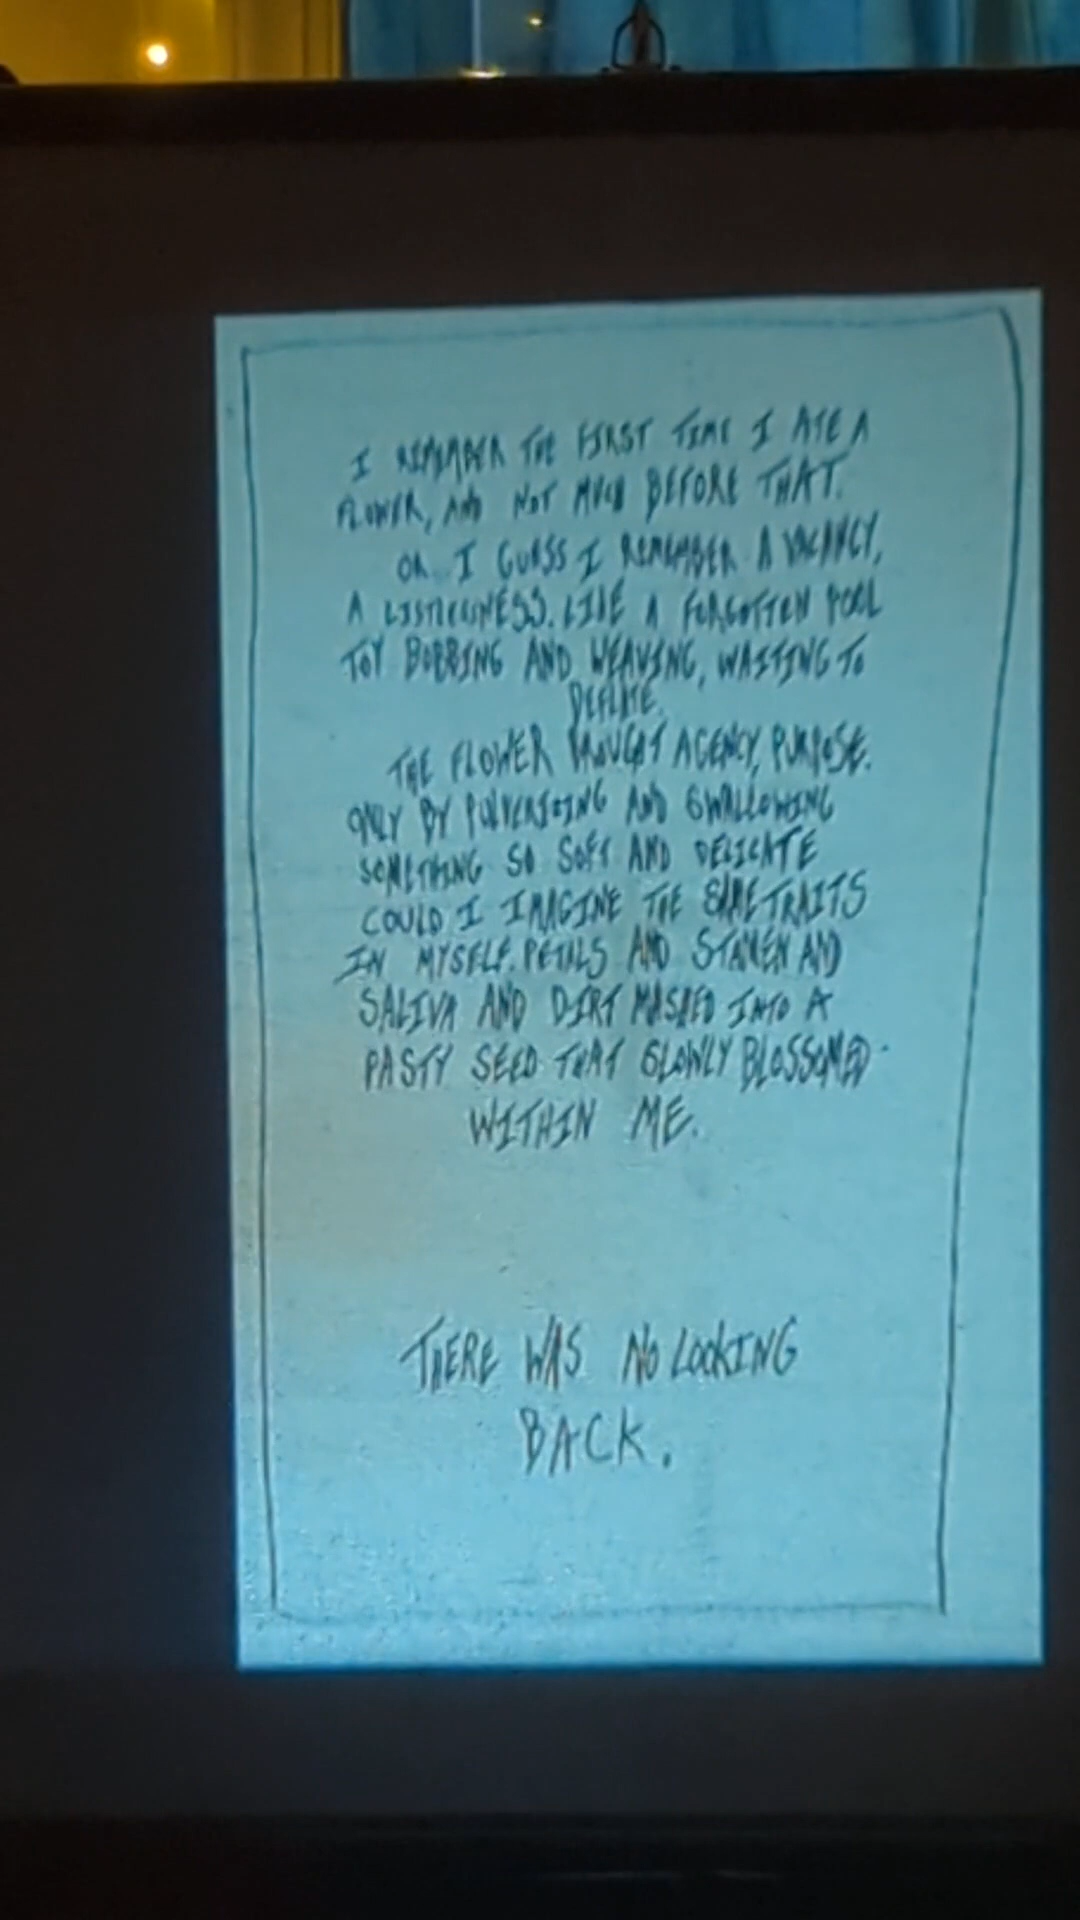 I REMEMBER THE FIRST TIME I ATE A
FLOWER, AND NOT MUCH BEFORE THAT.
OR I GUESS I REMEMBER A VACANCY,
A LISTLESSNESS. LIKE A FORGOTTEN POOL
TOY BOBBING AND WEAVING, WAITING TO
DEFLATE.
THE FLOWER BROUGHT AGENCY, PURPOSE.
ONLY BY PULVERIZING AND SWALLOWING
SOMETHING SO SOFT AND DELICATE
COULD I IMAGINE THE SAME TRAITS
IN MYSELF. PETALS AND STAMEN AND
SALIVA AND DIRT MASHED INTO A
PASTY SEED THAT SLOWLY BLOSSOMED
WITHIN ME.
THERE WAS NO LOOKING
BACK.